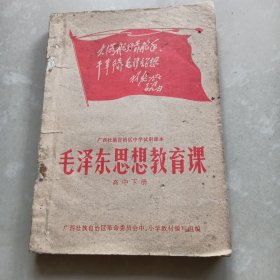 大海航行靠舵手
干革命靠毛泽东思想
林彪
广西壮族自治区中学试用课本
毛泽东思想教育课
高中下册
广西壮族自治区革命委员会中、小学教材编写组编